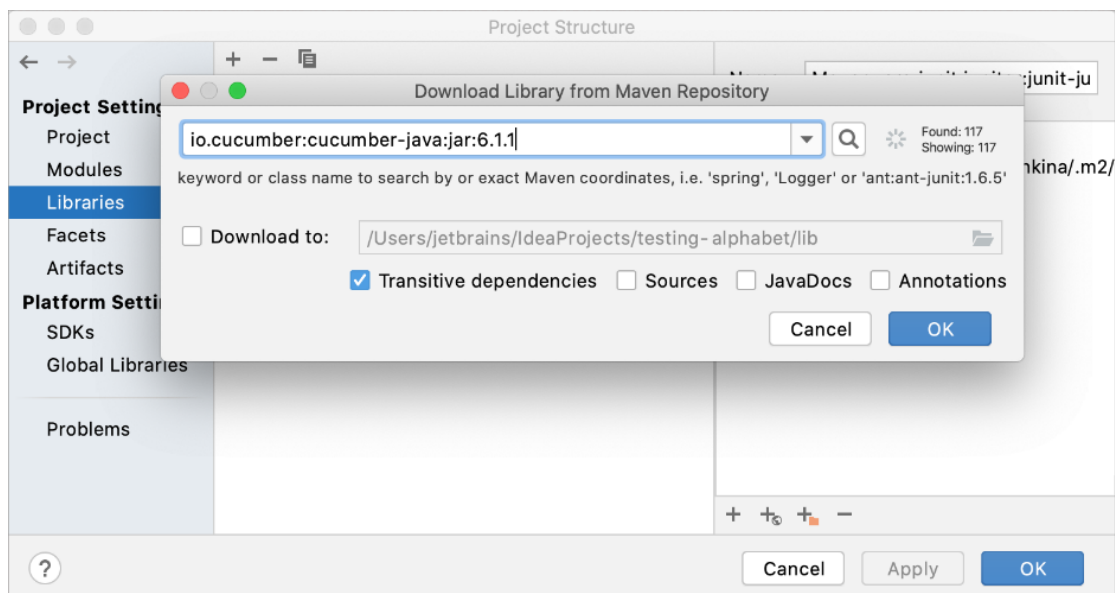 Project Structure
Project Setting
Project
Modules
Libraries
Facets
Artifacts
Platform Setti
SDKs
Global Libraries
Problems
:junit-ju
nkina/.m2/
Download Library from Maven Repository
io.cucumber:cucumber-java:jar:6.1.1
Found: 117
Showing: 117
keyword or class name to search by or exact Maven coordinates, i.e. 'spring', 'Logger' or 'ant:ant-junit:1.6.5'
Download to: /Users/jetbrains/IdeaProjects/testing-alphabet/lib
Transitive dependencies Sources JavaDocs Annotations
Cancel OK
? Cancel Apply OK